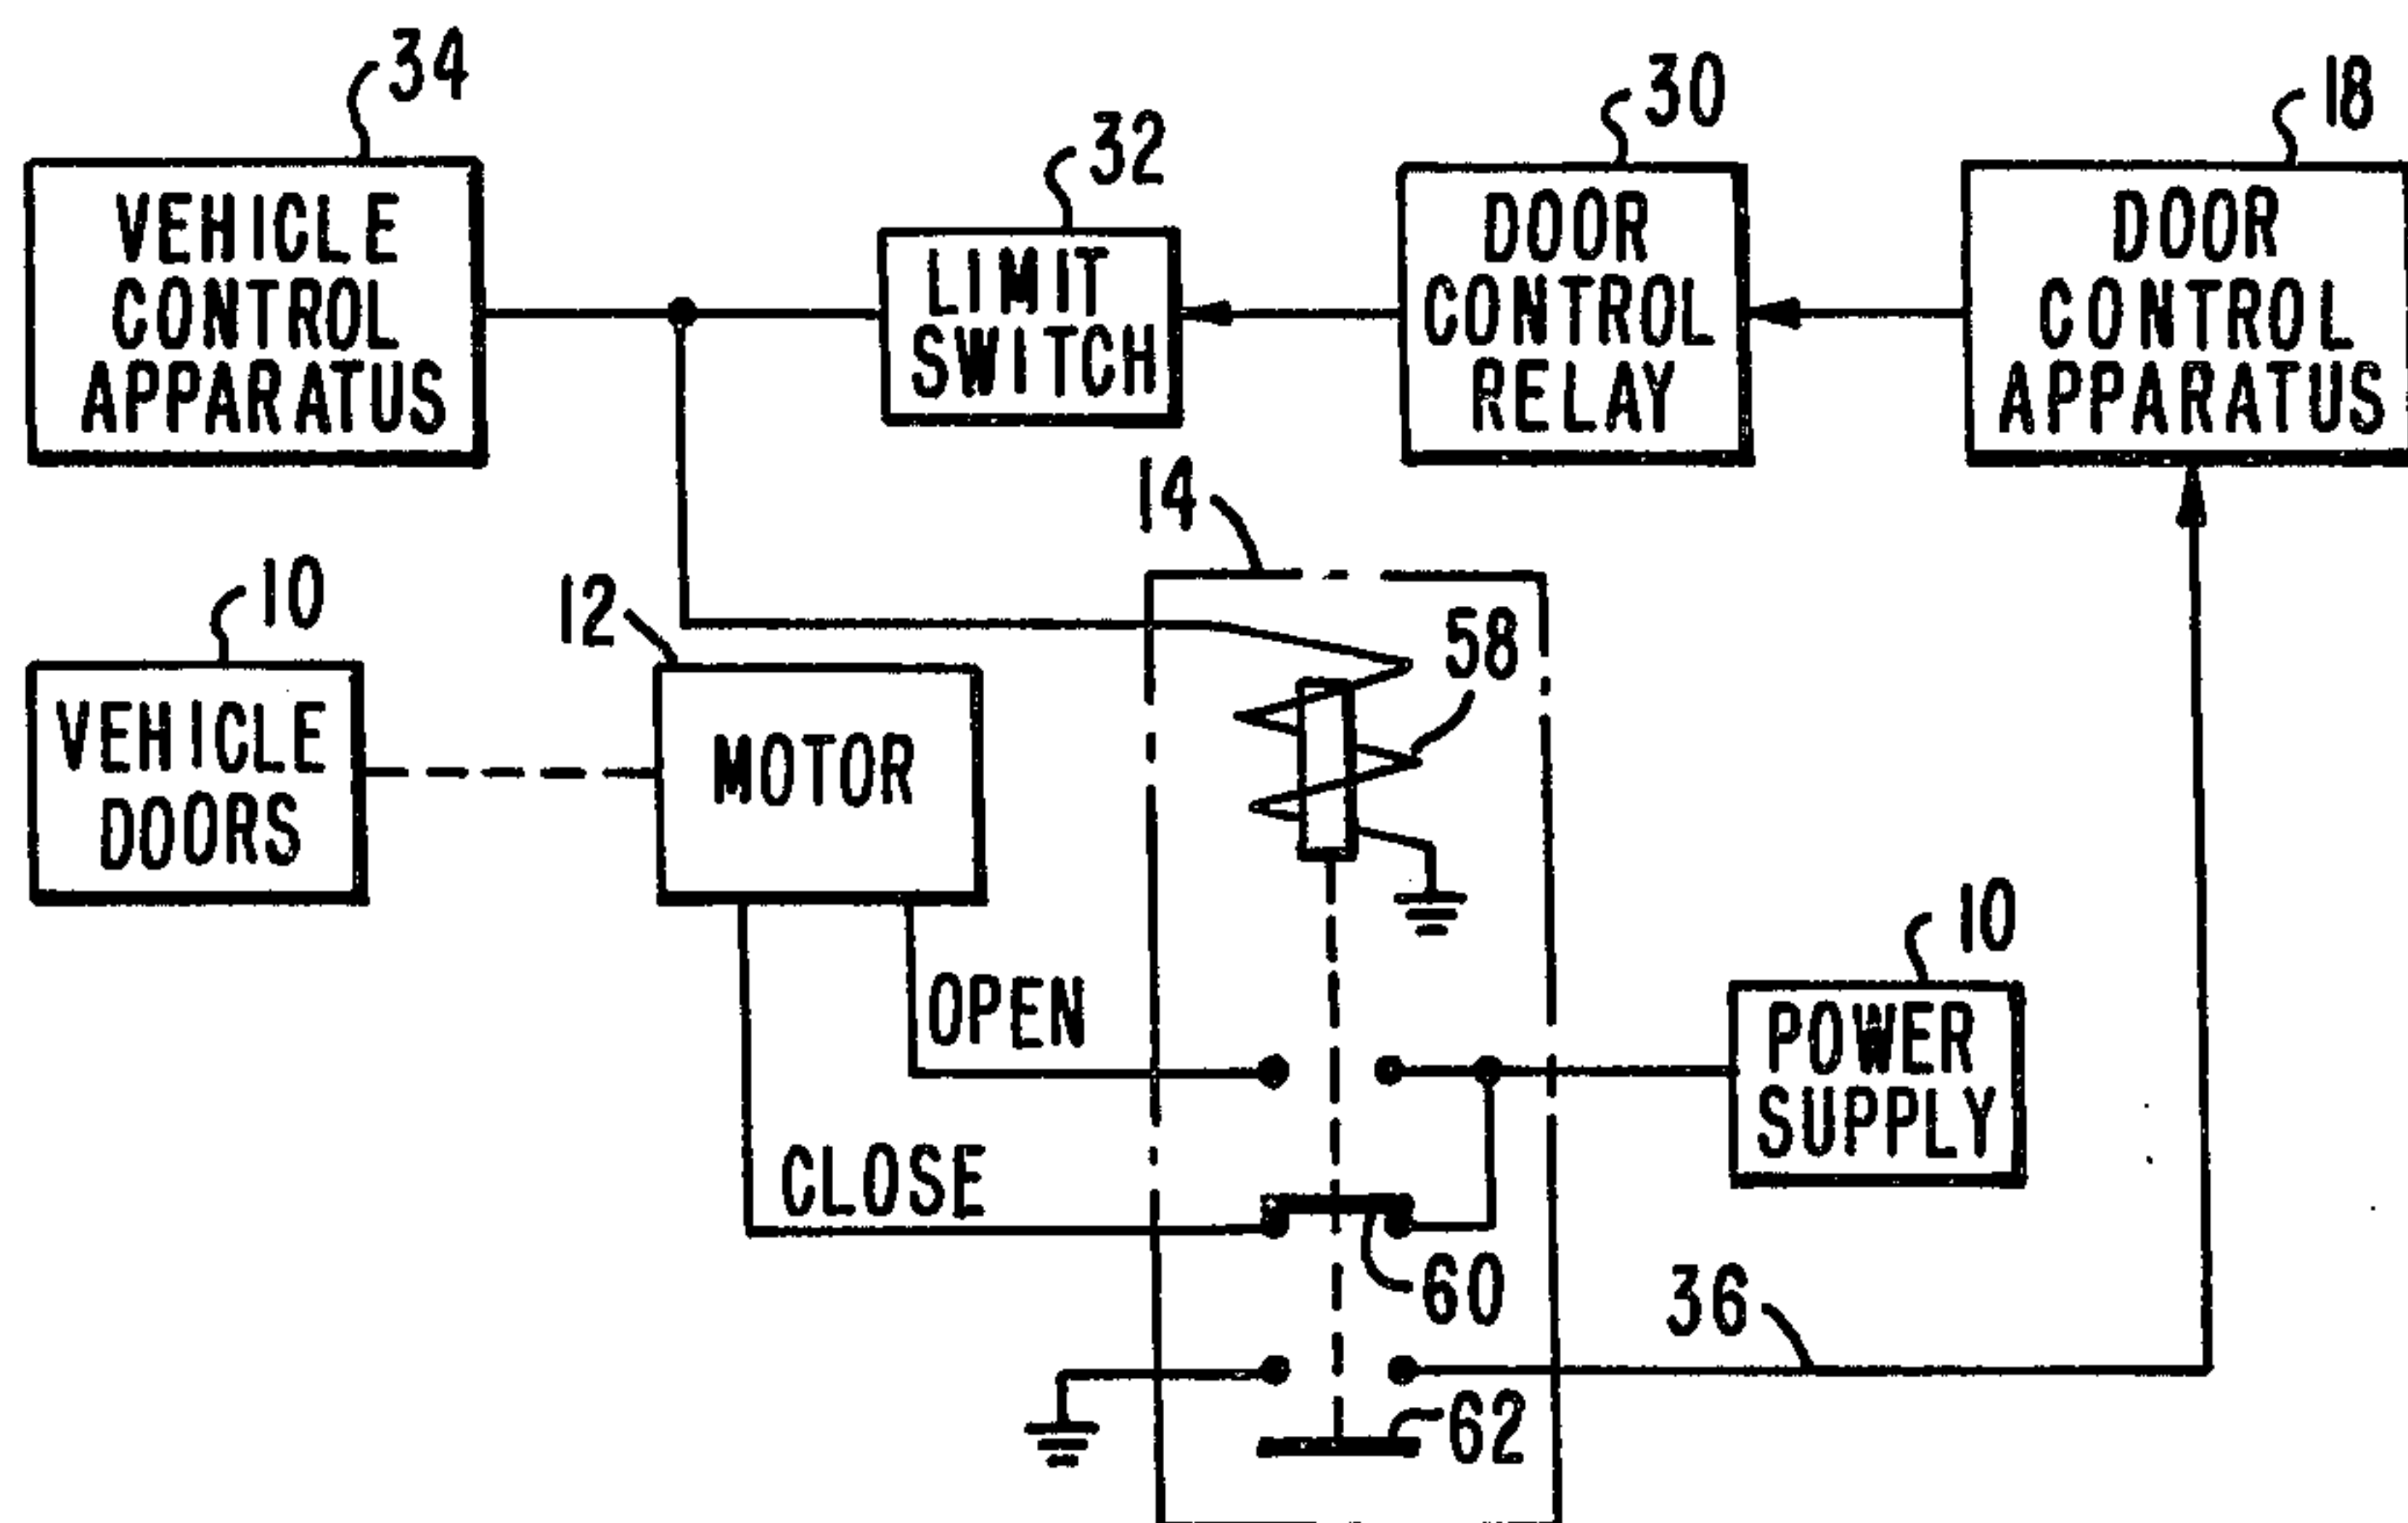 34
32
30
18
VEHICLE
CONTROL
APPARATUS
LIMIT
SWITCH
DOOR
CONTROL
RELAY
DOOR
CONTROL
APPARATUS
14
10
12
58
VEHICLE
DOORS
MOTOR
10
OPEN
POWER
SUPPLY
CLOSE
60
36
62